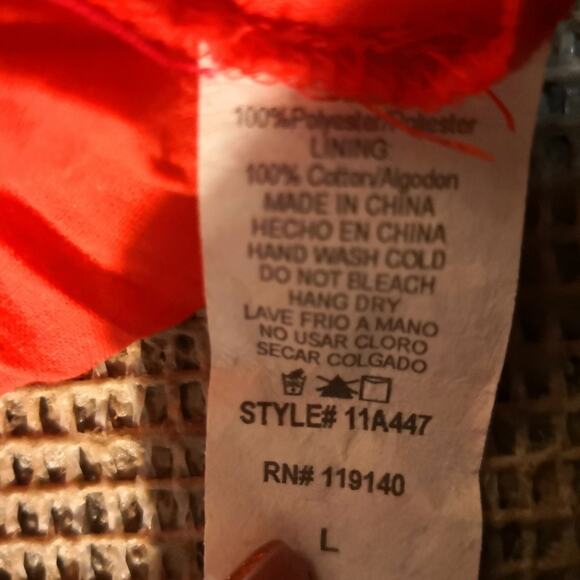 100%Polyester/Poliester
LINING
100% Cotton/Algodon
MADE IN CHINA
HECHO EN CHINA
HAND WASH COLD
DO NOT BLEACH
HANG DRY
LAVE FRIO A MANO
NO USAR CLORO
SECAR COLGADO
STYLE# 11A447
RN# 119140
L